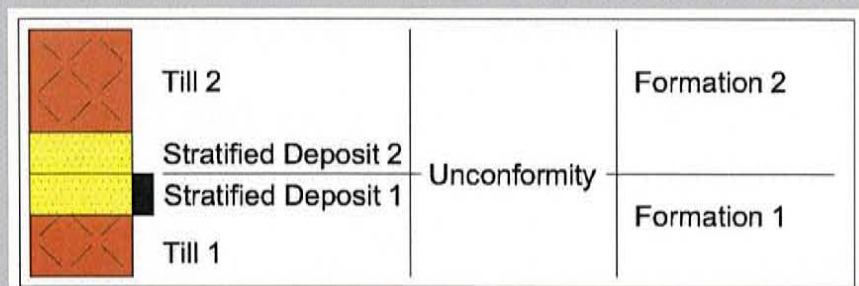 Till 2
Formation 2
Stratified Deposit 2
Unconformity
Stratified Deposit 1
Formation 1
Till 1